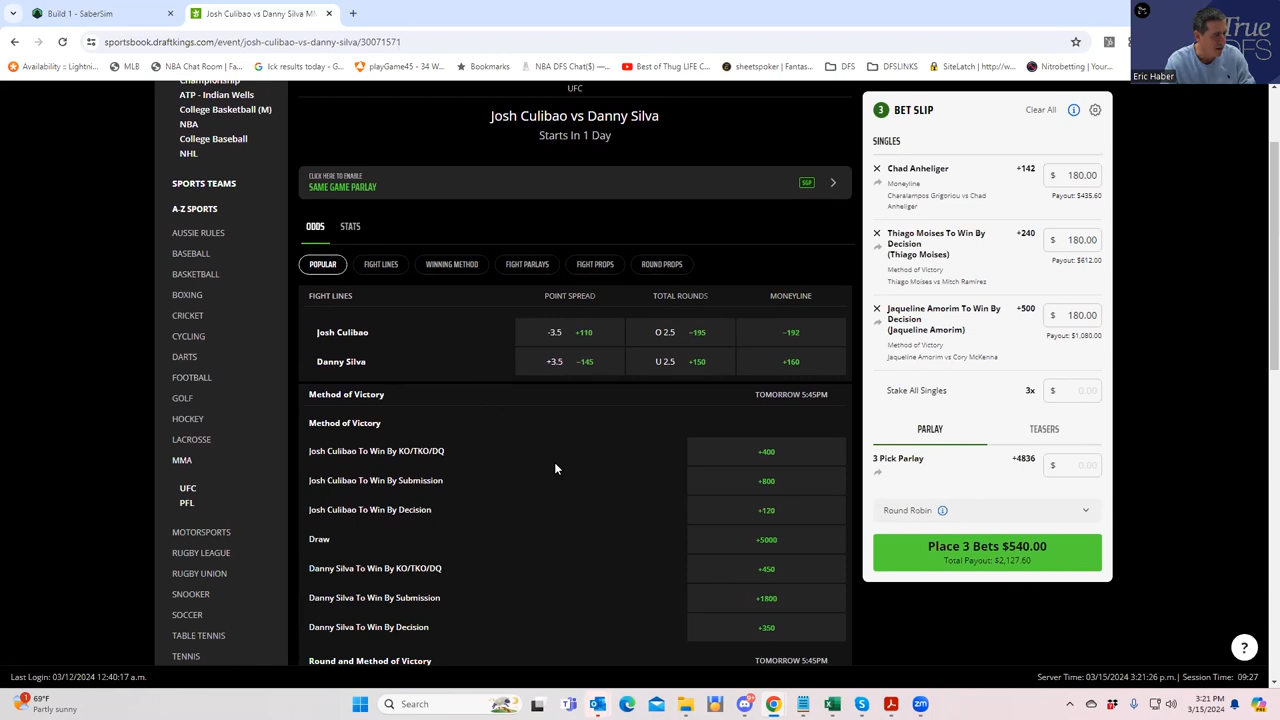 Build 1 - SaberSim
Josh Culibao vs Danny Silva MM
sportsbook.draftkings.com/event/josh-culibao-vs-danny-silva/30071571
Availability :: Lightni...
MLB
NBA Chat Room | Fa...
Ick results today - G...
playGame45 - 34 W...
Bookmarks
NBA DFS Chat($) —...
sheetspoker | Fantas...
Best of Thug LIFE C...
DFS
DFSLINKS
SiteLatch | http://w...
Nitrobetting | Your...
True
DFS
Eric Haber
Championship
ATP - Indian Wells
College Basketball (M)
NBA
College Baseball
NHL
SPORTS TEAMS
A-Z SPORTS
AUSSIE RULES
BASEBALL
BASKETBALL
BOXING
CRICKET
CYCLING
DARTS
FOOTBALL
GOLF
HOCKEY
LACROSSE
MMA
UFC
PFL
MOTORSPORTS
RUGBY LEAGUE
RUGBY UNION
SNOOKER
SOCCER
TABLE TENNIS
TENNIS
UFC
Josh Culibao vs Danny Silva
Starts In 1 Day
CLICK HERE TO ENABLE
SAME GAME PARLAY
SGP
ODDS STATS
POPULAR FIGHT LINES WINNING METHOD FIGHT PARLAYS FIGHT PROPS ROUND PROPS
FIGHT LINES POINT SPREAD TOTAL ROUNDS MONEYLINE
Josh Culibao -3.5 +110 O 2.5 −195 −192
Danny Silva +3.5 −145 U 2.5 +150 +160
Method of Victory TOMORROW 5:45PM
Method of Victory
Josh Culibao To Win By KO/TKO/DQ +400
Josh Culibao To Win By Submission +800
Josh Culibao To Win By Decision +120
Draw +5000
Danny Silva To Win By KO/TKO/DQ +450
Danny Silva To Win By Submission +1800
Danny Silva To Win By Decision +350
Round and Method of Victory TOMORROW 5:45PM
3 BET SLIP Clear All
SINGLES
Chad Anheliger +142 $ 180.00
Moneyline
Payout: $435.60
Charalampos Grigoriou vs Chad
Anheliger
Thiago Moises To Win By +240 $ 180.00
Decision
(Thiago Moises)
Payout: $612.00
Method of Victory
Thiago Moises vs Mitch Ramirez
Jaqueline Amorim To Win By +500 $ 180.00
Decision
(Jaqueline Amorim)
Payout: $1,080.00
Method of Victory
Jaqueline Amorim vs Cory McKenna
Stake All Singles 3x $ 0.00
PARLAY TEASERS
3 Pick Parlay +4836 $ 0.00
Round Robin
Place 3 Bets $540.00
Total Payout: $2,127.60
?
Last Login: 03/12/2024 12:40:17 a.m.
Server Time: 03/15/2024 3:21:26 p.m.| Session Time: 09:27
69°F
Partly sunny
Search
3:21 PM
3/15/2024